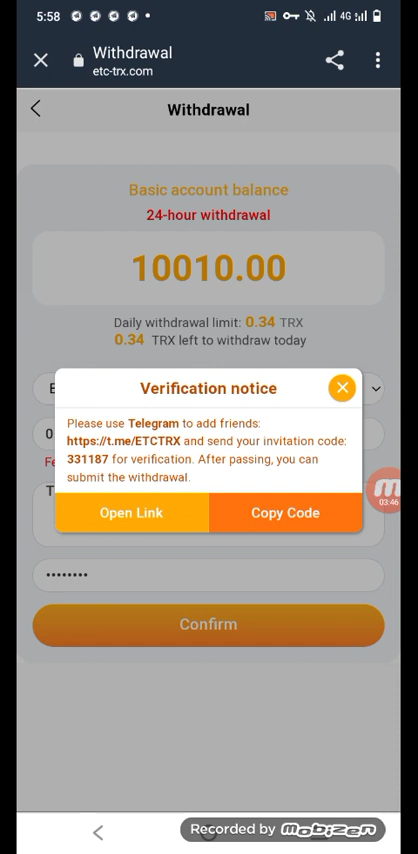 5:58
4G
Withdrawal
etc-trx.com
Withdrawal
Basic account balance
24-hour withdrawal
10010.00
Daily withdrawal limit: 0.34 TRX
0.34 TRX left to withdraw today
E
Verification notice
Please use Telegram to add friends:
https://t.me/ETCTRX and send your invitation code:
331187 for verification. After passing, you can
submit the withdrawal.
0
Fe
T
Open Link
Copy Code
03:46
Confirm
Recorded by mobizen